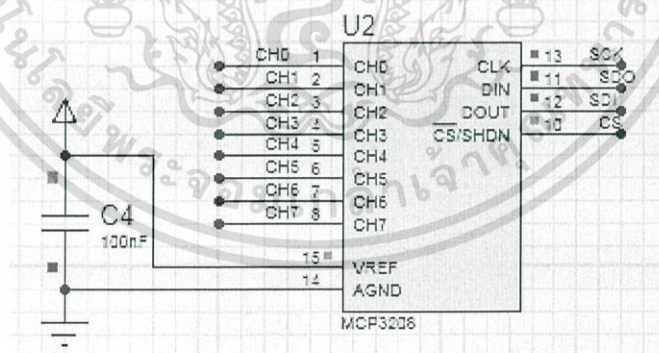 U2
CH0 1 CH0 CLK 13 SCK
CH1 2 CH1 DIN 11 SDO
CH2 3 CH2 DOUT 12 SDI
CH3 4 CH3 CS/SHDN 10 CS
CH4 5 CH4
CH5 6 CH5
CH6 7 CH6
CH7 8 CH7
C4
100nF
15 VREF
14 AGND
MCP3208